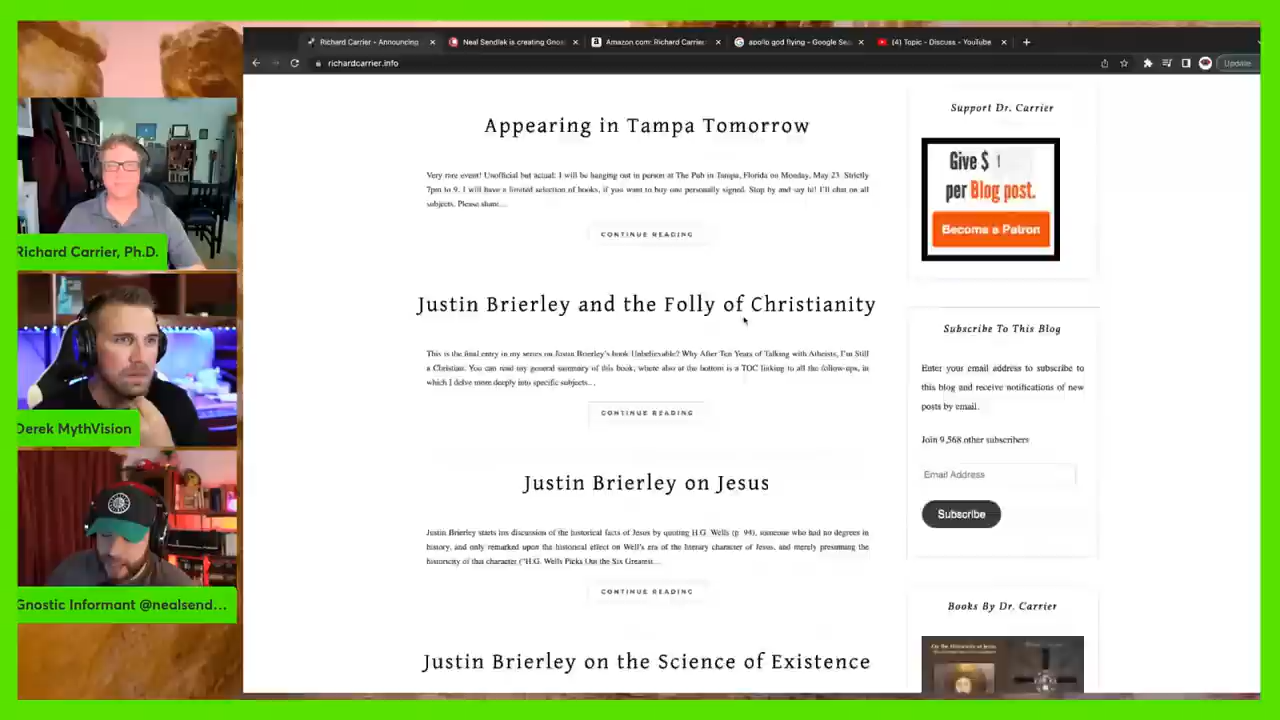 Richard Carrier - Announcing
Neal Sendlak is creating Gnos
Amazon.com: Richard Carrier
apollo god flying - Google Sea
(4) Topic - Discuss - YouTube
richardcarrier.info
Update
Appearing in Tampa Tomorrow
Very rare event! Unofficial but actual: I will be hanging out in person at The Pub in Tampa, Florida on Monday, May 23. Strictly
7pm to 9. I will have a limited selection of books, if you want to buy one personally signed. Stop by and say hi! I'll chat on all
subjects. Please share…
CONTINUE READING
Justin Brierley and the Folly of Christianity
This is the final entry in my series on Justin Brierley's book Unbelievable? Why After Ten Years of Talking with Atheists, I'm Still
a Christian. You can read my general summary of this book, where also at the bottom is a TOC linking to all the follow-ups, in
which I delve more deeply into specific subjects…
CONTINUE READING
Justin Brierley on Jesus
Justin Brierley starts his discussion of the historical facts of Jesus by quoting H.G. Wells (p. 94), someone who had no degrees in
history, and only remarked upon the historical effect on Well's era of the literary character of Jesus, and merely presuming the
historicity of that character ("H.G. Wells Picks Out the Six Greatest…
CONTINUE READING
Justin Brierley on the Science of Existence
Support Dr. Carrier
Give $ 1
per Blog post.
Become a Patron
Subscribe To This Blog
Enter your email address to subscribe to
this blog and receive notifications of new
posts by email.
Join 9,568 other subscribers
Email Address
Subscribe
Books By Dr. Carrier
On the Historicity of Jesus
Richard Carrier, Ph.D.
Derek MythVision
Gnostic Informant @nealsend...